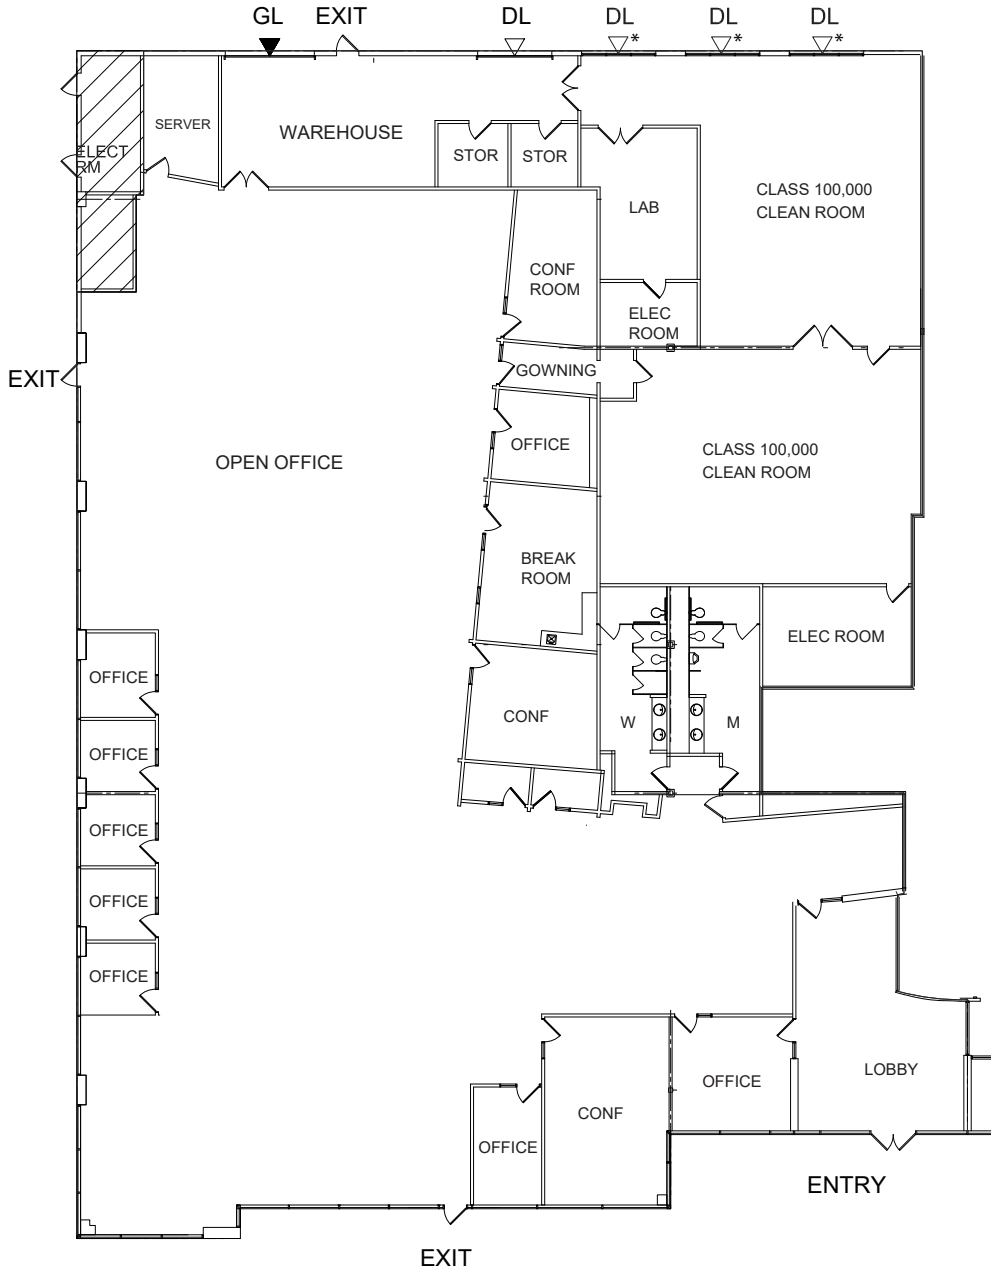 GL
EXIT
DL
DL
*
DL
*
DL
*
SERVER
WAREHOUSE
ELECT
RM
STOR
STOR
CLASS 100,000
CLEAN ROOM
LAB
CONF
ROOM
ELEC
ROOM
EXIT
GOWNING
OFFICE
OPEN OFFICE
CLASS 100,000
CLEAN ROOM
BREAK
ROOM
ELEC ROOM
OFFICE
CONF
W
M
OFFICE
OFFICE
OFFICE
OFFICE
LOBBY
OFFICE
CONF
OFFICE
ENTRY
EXIT